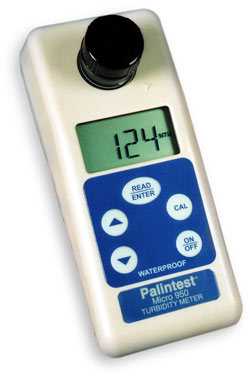 124 NTU
READ
ENTER
CAL
ON
OFF
WATERPROOF
Palintest®
Micro 950
TURBIDITY METER